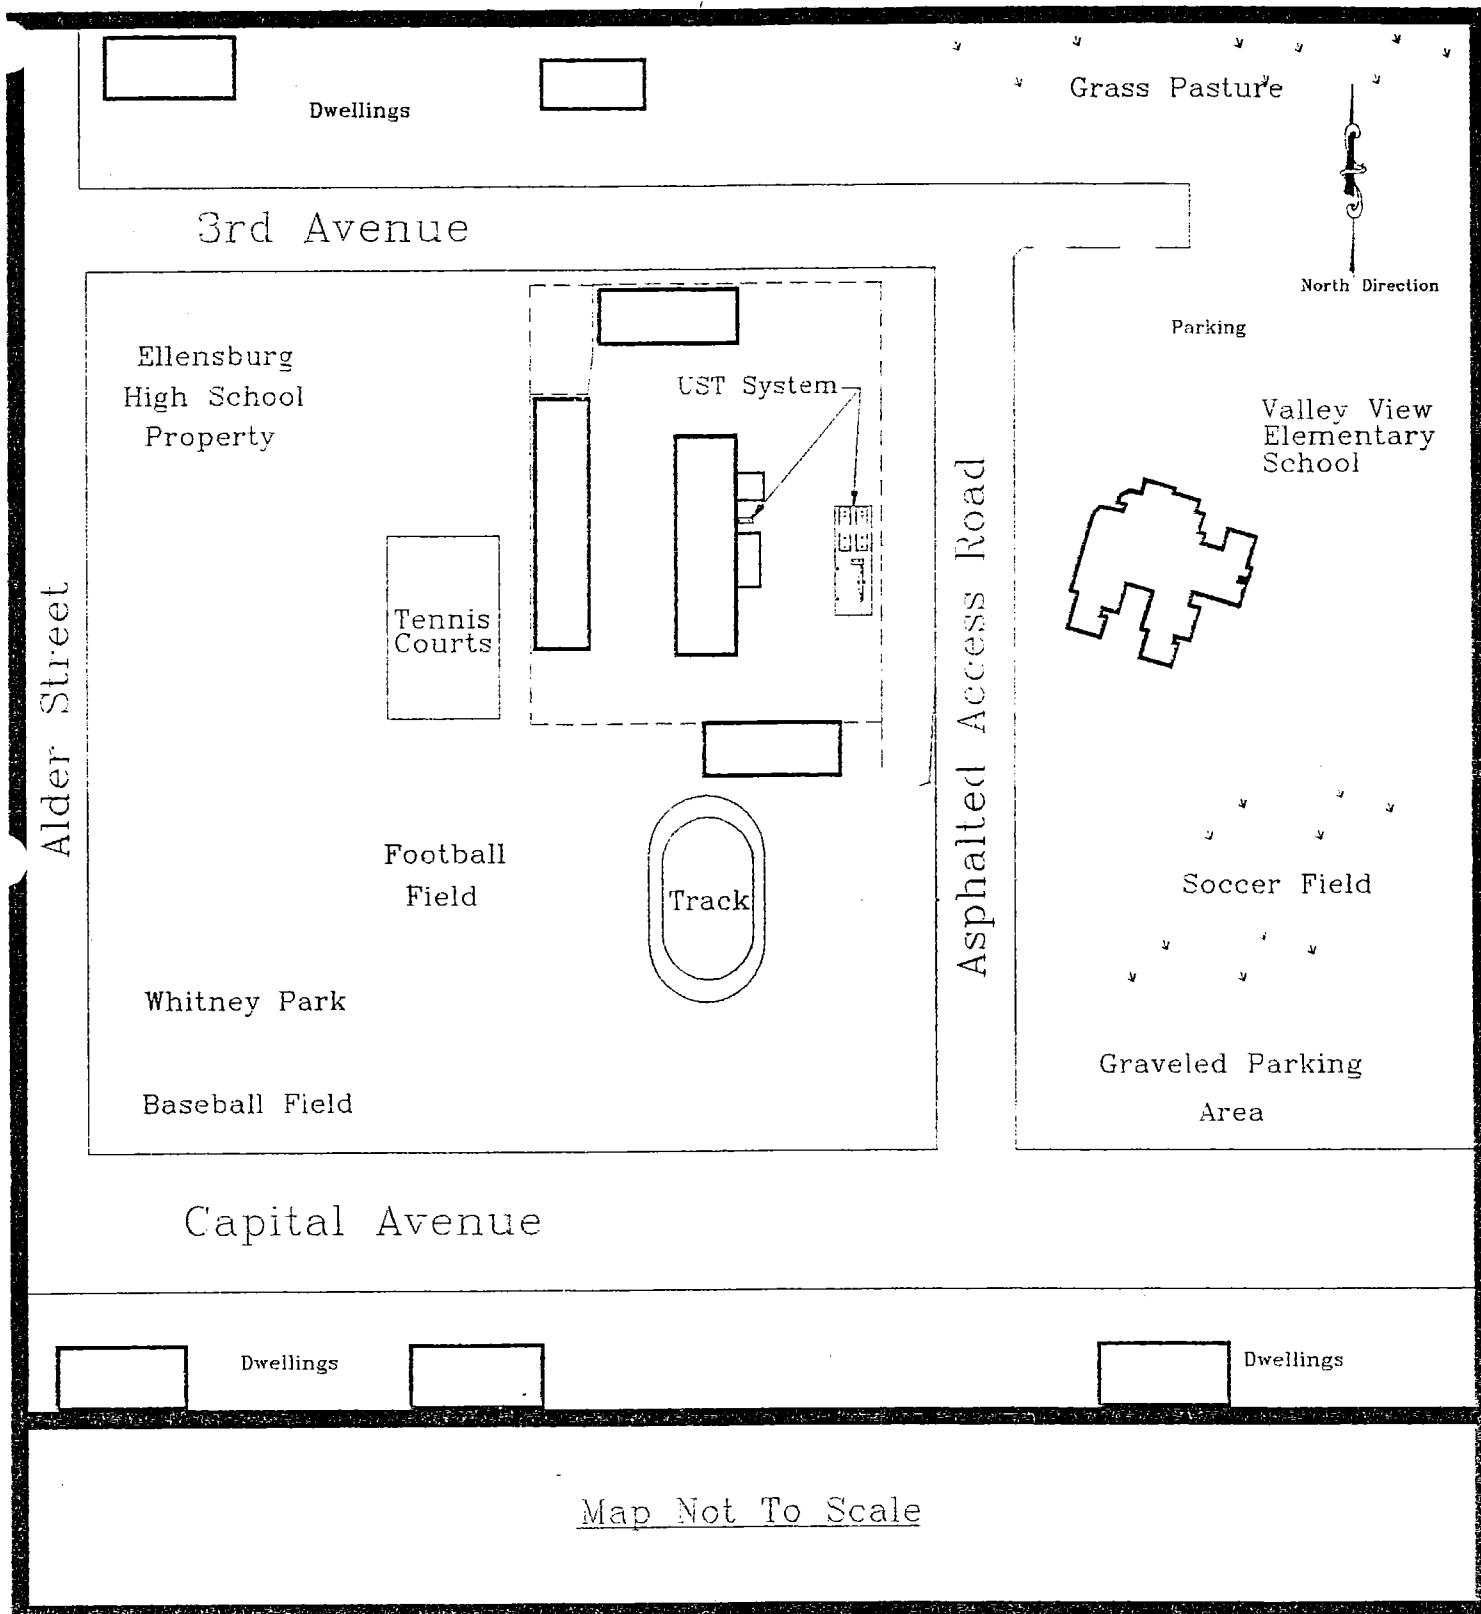 Grass Pasture
Dwellings
3rd Avenue
North Direction
Parking
Ellensburg
High School
Property
UST System
Valley View
Elementary
School
Tennis
Courts
Alder Street
Asphalted Access Road
Football
Field
Track
Soccer Field
Whitney Park
Baseball Field
Graveled Parking
Area
Capital Avenue
Dwellings
Dwellings
Map Not To Scale